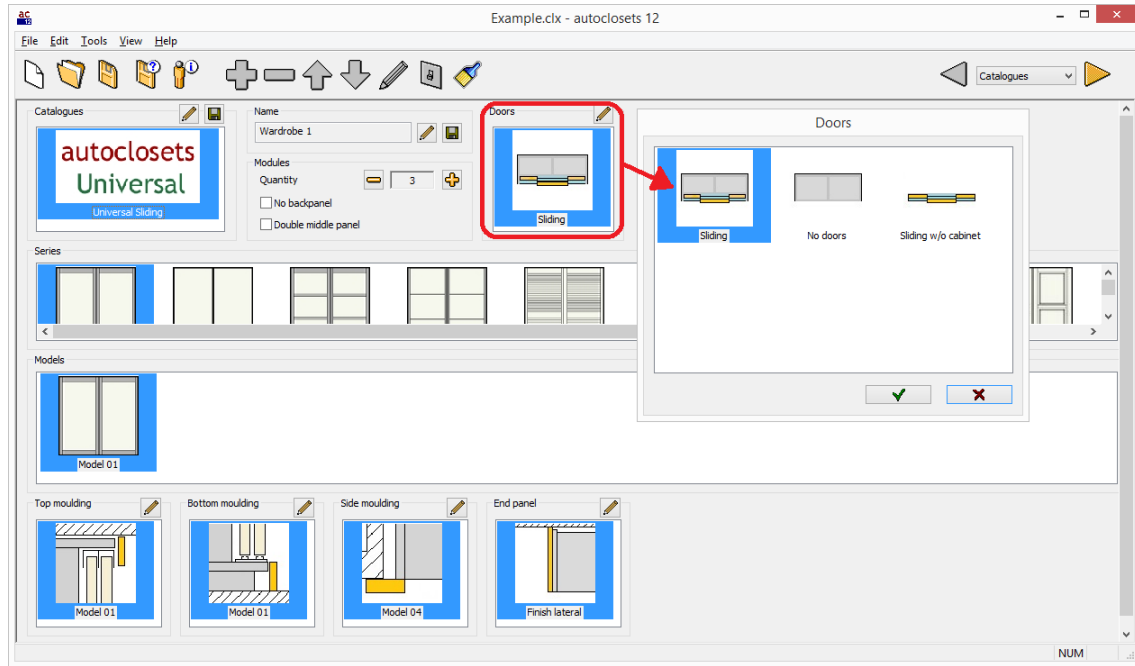 ac
12
Example.clx - autoclosets 12
File Edit Tools View Help
Catalogues
Catalogues
autoclosets
Universal
Universal Sliding
Name
Wardrobe 1
Modules
Quantity
3
No backpanel
Double middle panel
Doors
Sliding
Doors
Sliding
No doors
Sliding w/o cabinet
Series
Models
Model 01
Top moulding
Model 01
Bottom moulding
Model 01
Side moulding
Model 04
End panel
Finish lateral
NUM